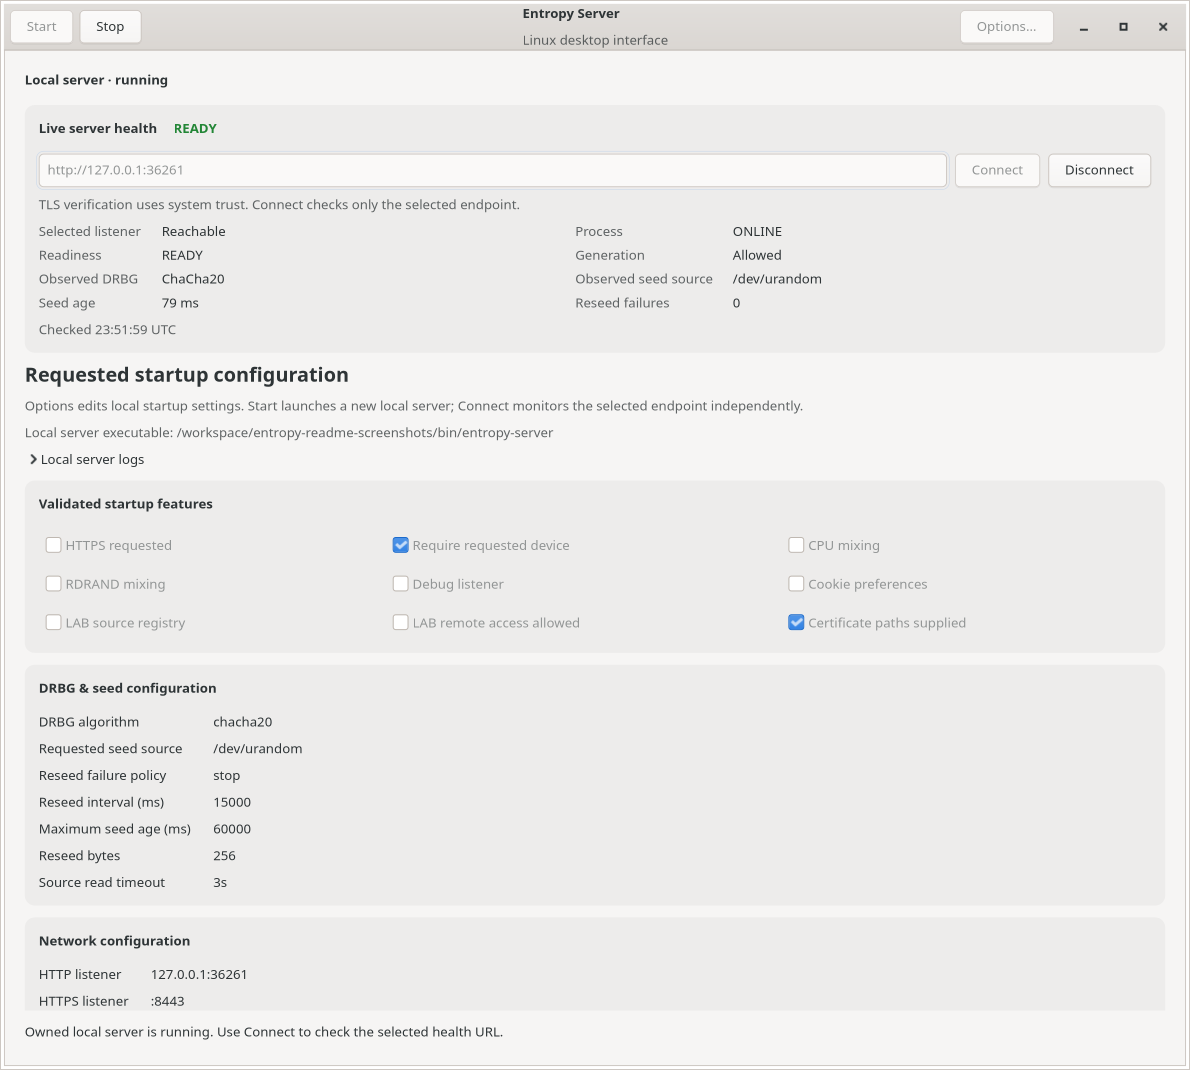 Start
Stop
Entropy Server
Linux desktop interface
Options...
Local server · running
Live server health READY
http://127.0.0.1:36261
Connect
Disconnect
TLS verification uses system trust. Connect checks only the selected endpoint.
Selected listener Reachable Process ONLINE
Readiness READY Generation Allowed
Observed DRBG ChaCha20 Observed seed source /dev/urandom
Seed age 79 ms Reseed failures 0
Checked 23:51:59 UTC
Requested startup configuration
Options edits local startup settings. Start launches a new local server; Connect monitors the selected endpoint independently.
Local server executable: /workspace/entropy-readme-screenshots/bin/entropy-server
Local server logs
Validated startup features
HTTPS requested Require requested device CPU mixing
RDRAND mixing Debug listener Cookie preferences
LAB source registry LAB remote access allowed Certificate paths supplied
DRBG & seed configuration
DRBG algorithm chacha20
Requested seed source /dev/urandom
Reseed failure policy stop
Reseed interval (ms) 15000
Maximum seed age (ms) 60000
Reseed bytes 256
Source read timeout 3s
Network configuration
HTTP listener 127.0.0.1:36261
HTTPS listener :8443
Owned local server is running. Use Connect to check the selected health URL.